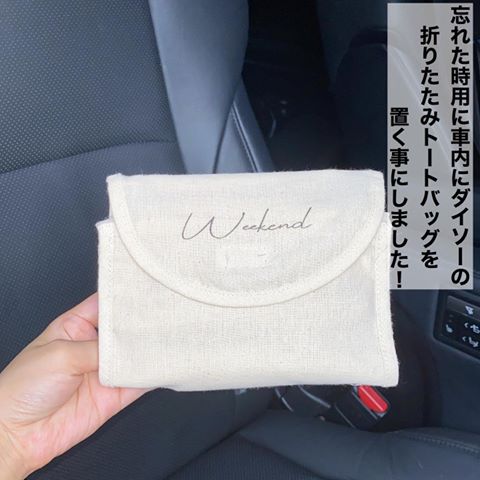 忘れた時用に車内にダイソーの
折りたたみトートバッグを
置く事にしました！
Weekend